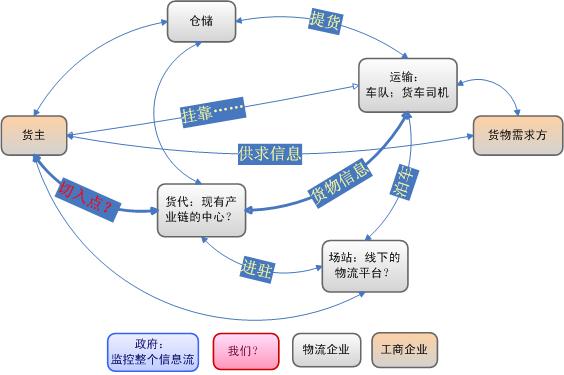 仓储
提货
运输：
车队；货车司机
挂靠……
货主
货物需求方
供求信息
切入点？
货代：现有产
业链的中心？
货物信息
泊车
进驻
场站：线下的
物流平台？
政府：
监控整个信息流
我们？
物流企业
工商企业